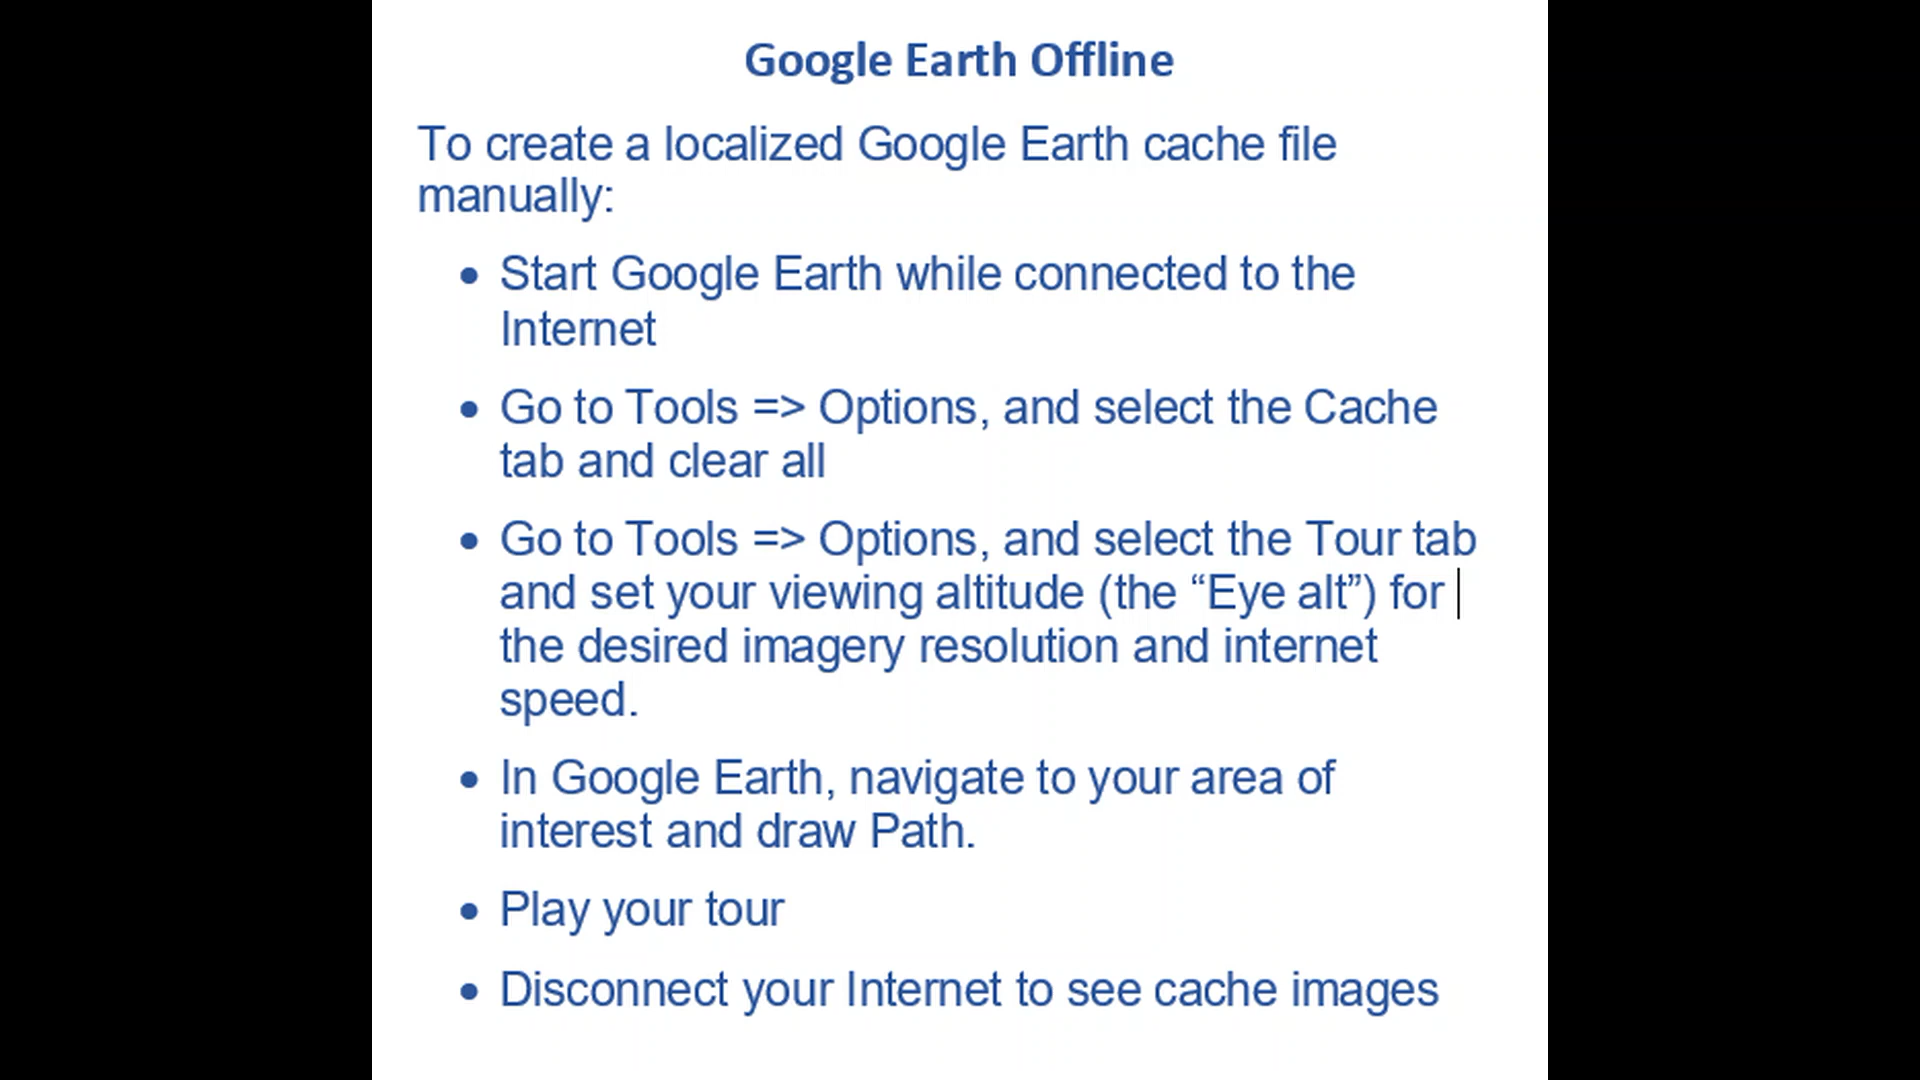 Google Earth Offline
To create a localized Google Earth cache file
manually:
• Start Google Earth while connected to the
Internet
• Go to Tools => Options, and select the Cache
tab and clear all
• Go to Tools => Options, and select the Tour tab
and set your viewing altitude (the “Eye alt”) for
the desired imagery resolution and internet
speed.
• In Google Earth, navigate to your area of
interest and draw Path.
• Play your tour
• Disconnect your Internet to see cache images